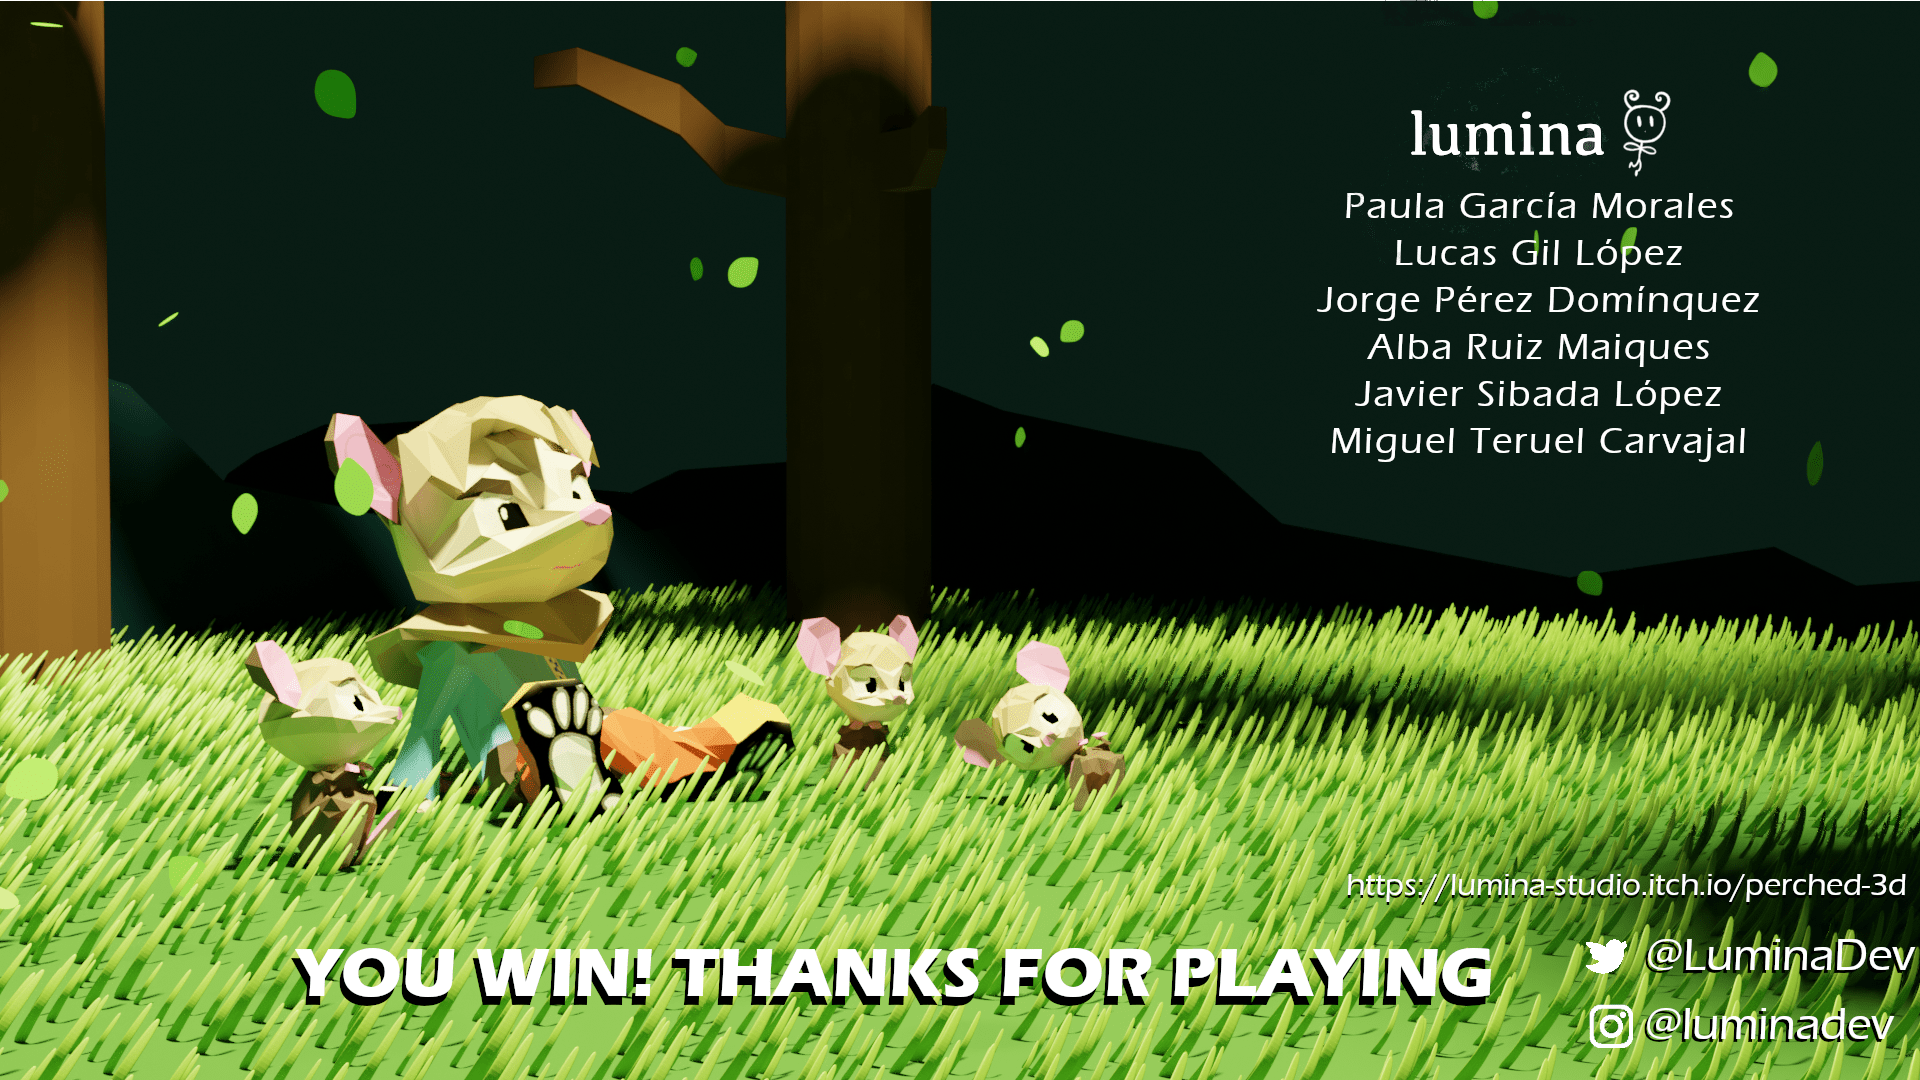 lumina
Paula García Morales
Lucas Gil López
Jorge Pérez Domínquez
Alba Ruiz Maiques
Javier Sibada López
Miguel Teruel Carvajal
https://lumina-studio.itch.io/perched-3d
YOU WIN! THANKS FOR PLAYING
@LuminaDev
@luminadev